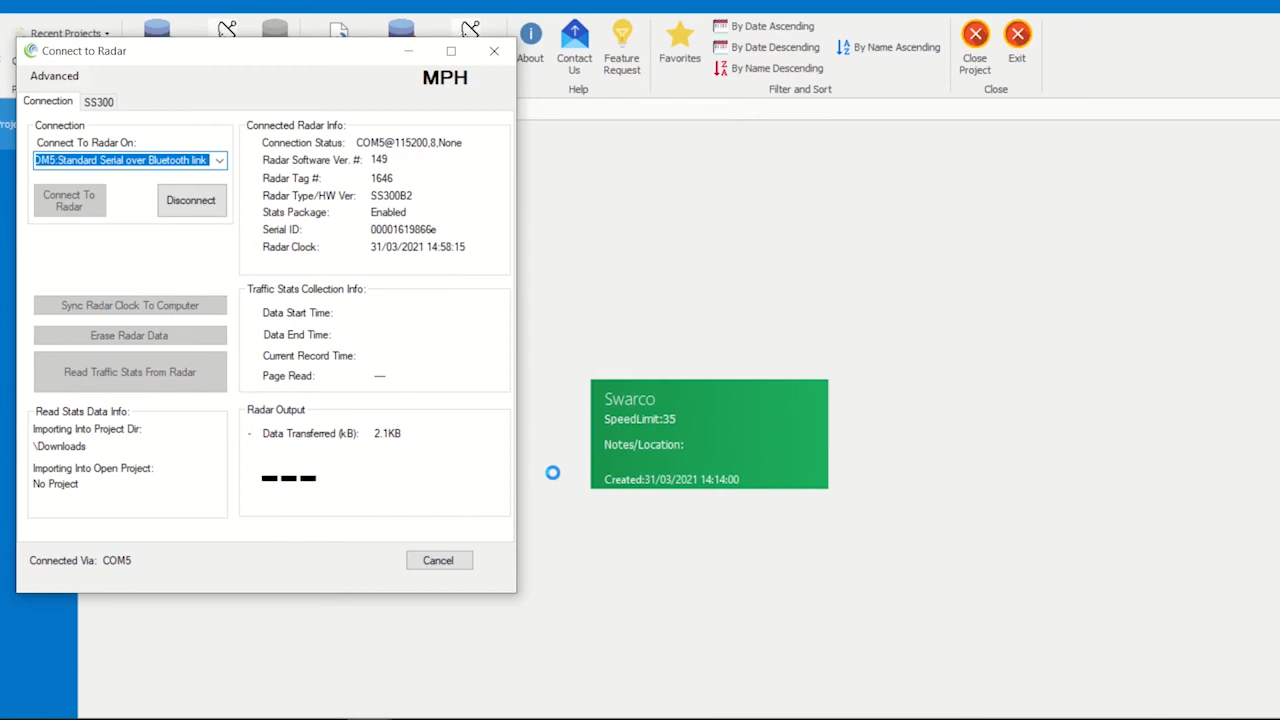 Recent Projects
Connect to Radar
Advanced
MPH
Connection
SS300
Connection
Connect To Radar On:
OM5:Standard Serial over Bluetooth link
Connect To
Radar
Disconnect
Sync Radar Clock To Computer
Erase Radar Data
Read Traffic Stats From Radar
Read Stats Data Info:
Importing Into Project Dir:
\Downloads
Importing Into Open Project:
No Project
Connected Radar Info:
Connection Status: COM5@115200,8,None
Radar Software Ver. #: 149
Radar Tag #: 1646
Radar Type/HW Ver: SS300B2
Stats Package: Enabled
Serial ID: 00001619866e
Radar Clock: 31/03/2021 14:58:15
Traffic Stats Collection Info:
Data Start Time:
Data End Time:
Current Record Time:
Page Read: ---
Radar Output
- Data Transferred (kB): 2.1KB
---
Connected Via: COM5
Cancel
About
Contact
Us
Feature
Request
Help
Favorites
By Date Ascending
By Date Descending
By Name Descending
By Name Ascending
Filter and Sort
Close
Project
Exit
Close
Swarco
SpeedLimit:35
Notes/Location:
Created:31/03/2021 14:14:00